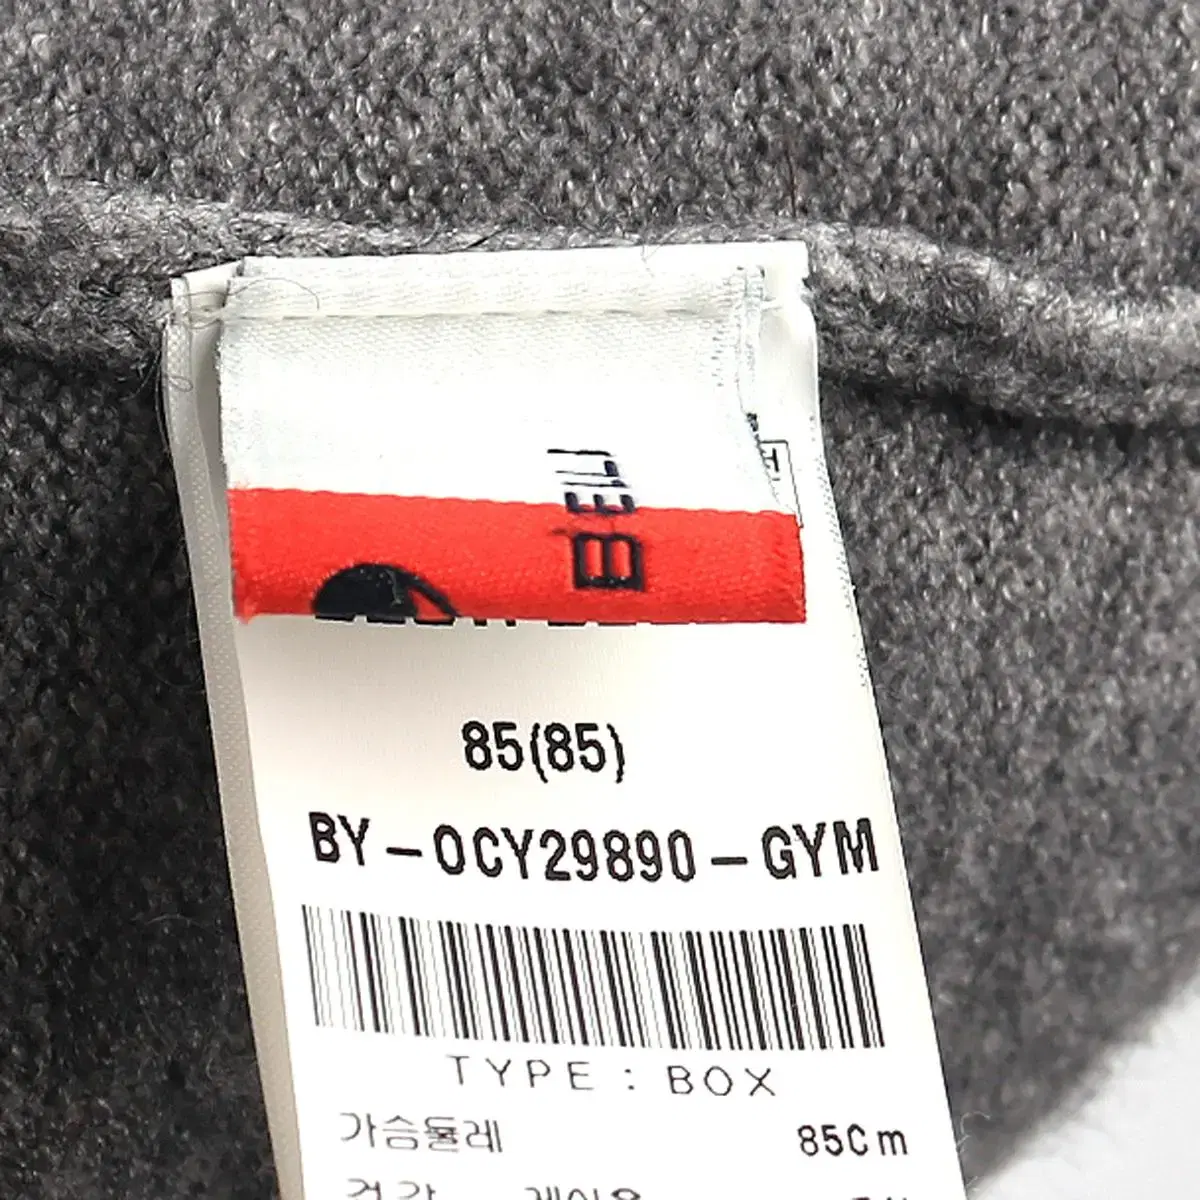 85(85)
BY-OCY29890-GYM
TYPE : BOX
가슴둘레 85Cm